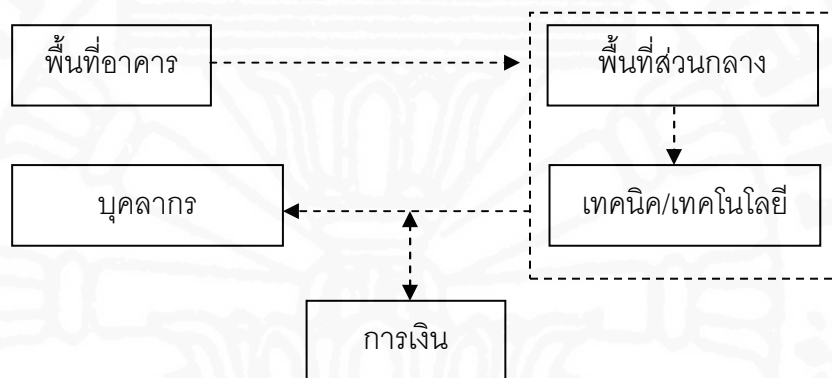 พื้นที่อาคาร
พื้นที่ส่วนกลาง
บุคลากร
เทคนิค/เทคโนโลยี
การเงิน